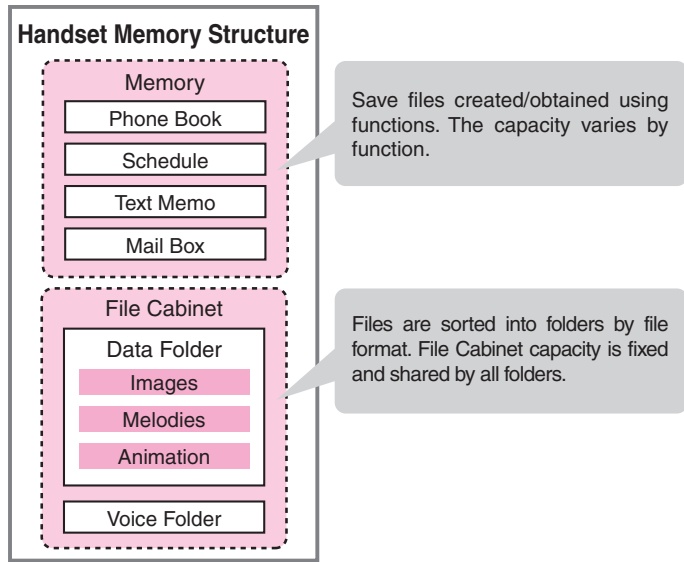 Handset Memory Structure
Memory
Phone Book
Schedule
Text Memo
Mail Box
Save files created/obtained using
functions. The capacity varies by
function.
File Cabinet
Data Folder
Images
Melodies
Animation
Voice Folder
Files are sorted into folders by file
format. File Cabinet capacity is fixed
and shared by all folders.